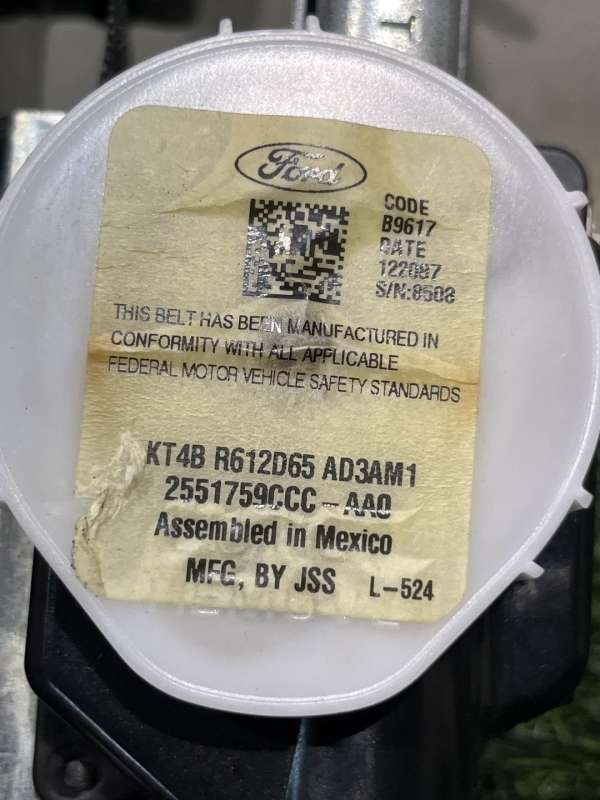 Ford
CODE
B9617
DATE
122087
S/N:8508
THIS BELT HAS BEEN MANUFACTURED IN
CONFORMITY WITH ALL APPLICABLE
FEDERAL MOTOR VEHICLE SAFETY STANDARDS
KT4B R612D65 AD3AM1
2551759CCC-AA0
Assembled in Mexico
MFG, BY JSS L-524